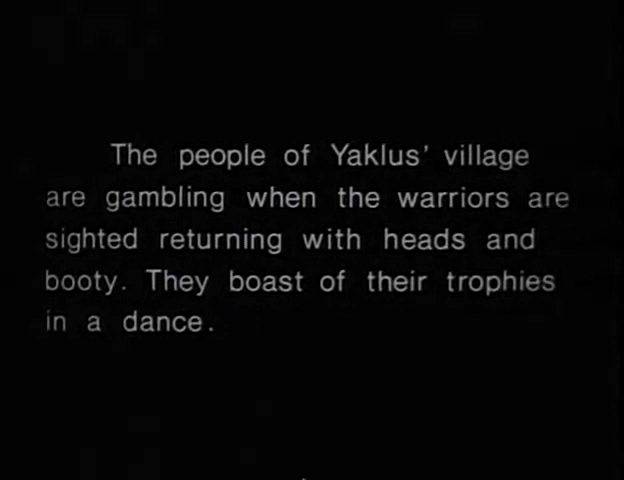 The people of Yaklus' village
are gambling when the warriors are
sighted returning with heads and
booty. They boast of their trophies
in a dance.